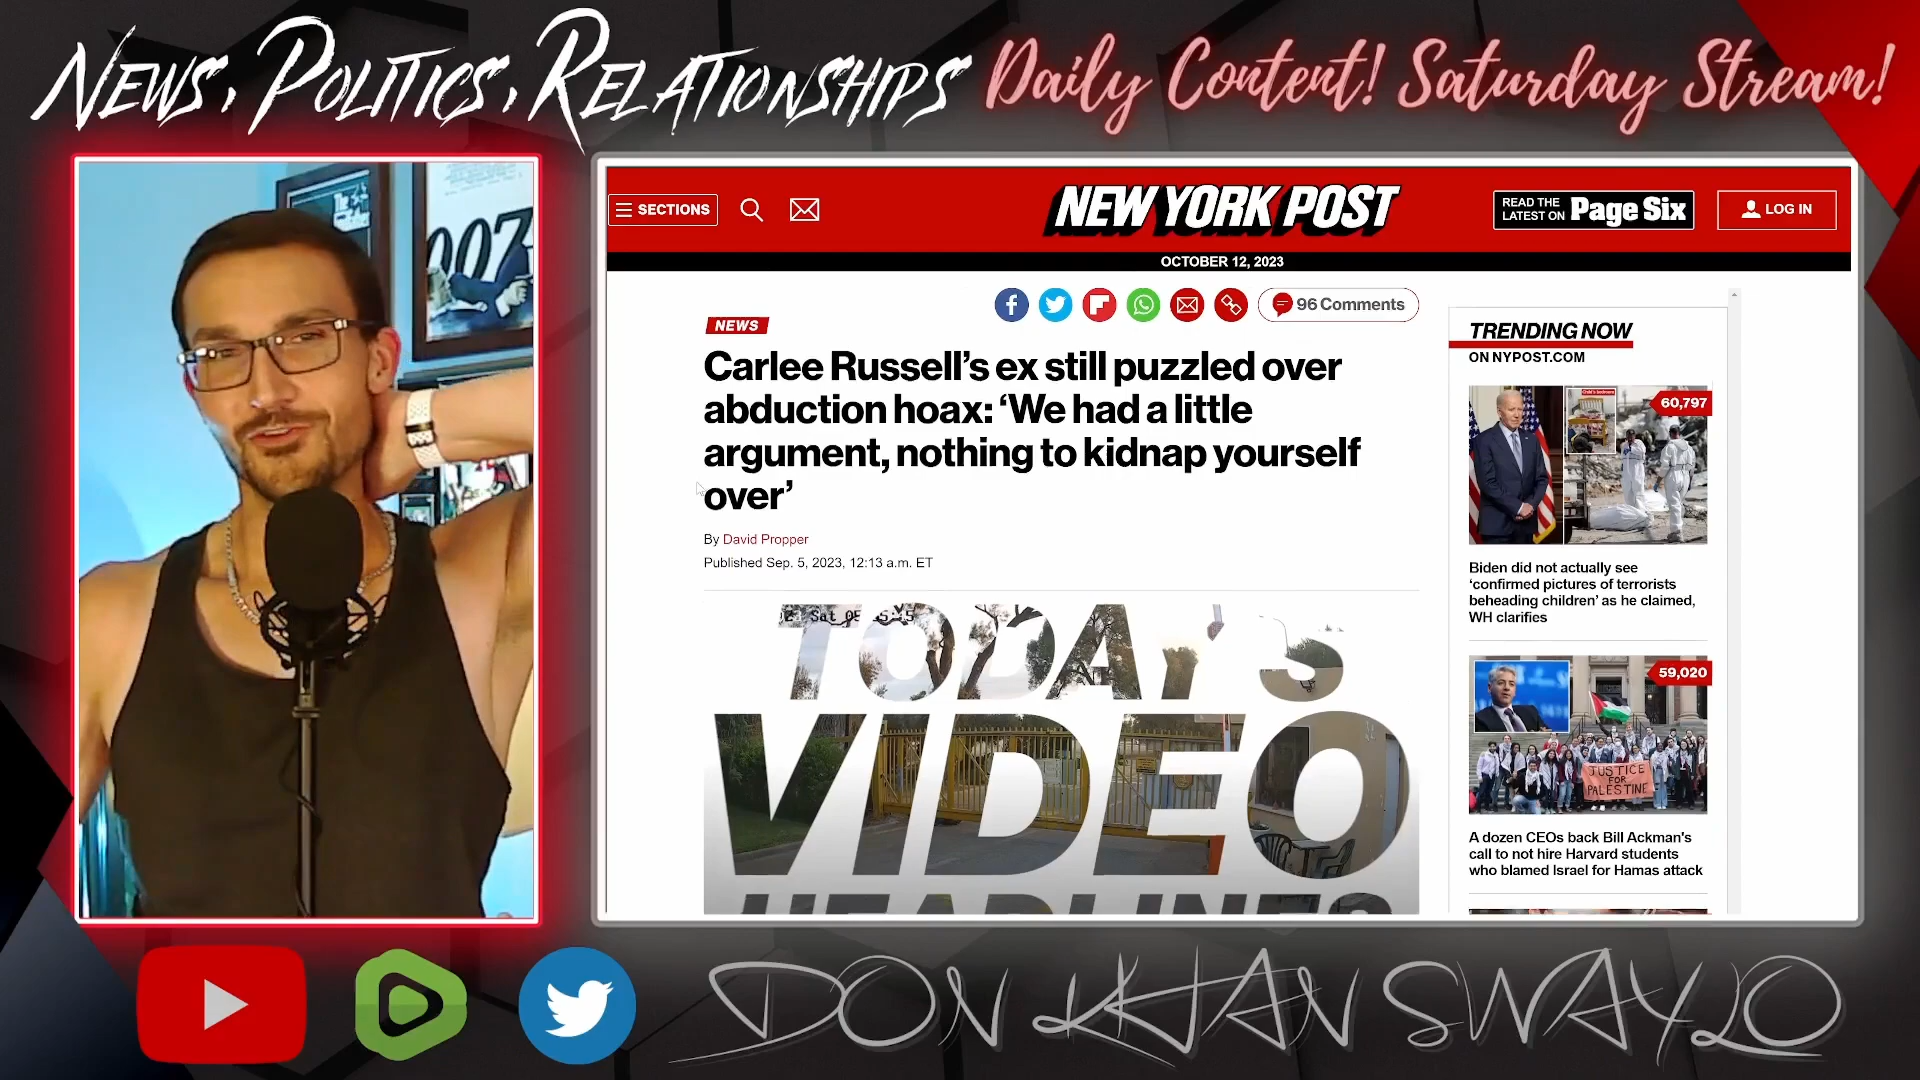 NEWS, POLITICS, RELATIONSHIPS
Daily Content! Saturday Stream!
007
SECTIONS
NEW YORK POST
READ THE
LATEST ON
Page Six
LOG IN
OCTOBER 12, 2023
96 Comments
NEWS
Carlee Russell’s ex still puzzled over
abduction hoax: ‘We had a little
argument, nothing to kidnap yourself
over’
By David Propper
Published Sep. 5, 2023, 12:13 a.m. ET
TODAY'S
VIDEO
HEADLINES
TRENDING NOW
ON NYPOST.COM
60,797
Biden did not actually see
‘confirmed pictures of terrorists
beheading children’ as he claimed,
WH clarifies
59,020
JUSTICE
FOR
PALESTINE
A dozen CEOs back Bill Ackman's
call to not hire Harvard students
who blamed Israel for Hamas attack
DON KHAN SWAYLO